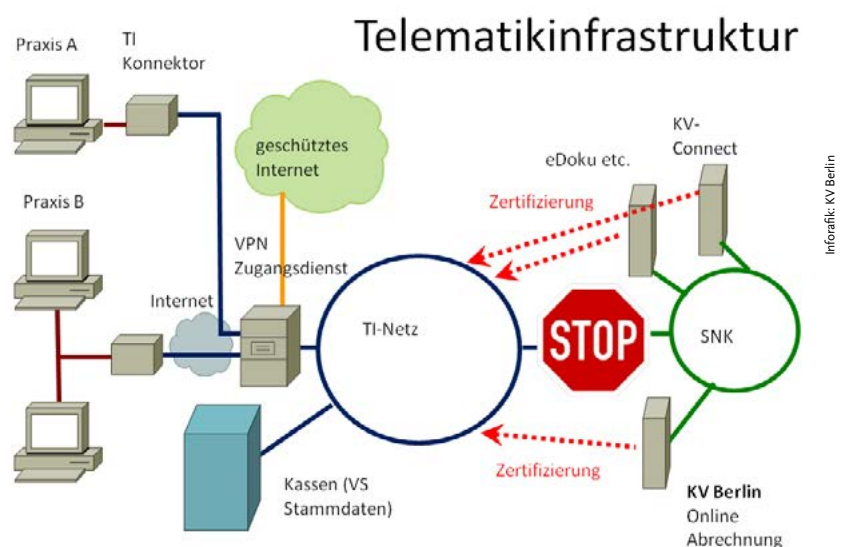 Telematikinfrastruktur
Praxis A
TI
Konnektor
geschütztes
Internet
KV-
Connect
eDoku etc.
Zertifizierung
Praxis B
VPN
Zugangsdienst
Internet
TI-Netz
STOP
SNK
Zertifizierung
Kassen (VS
Stammdaten)
KV Berlin
Online
Abrechnung
Inforafik: KV Berlin